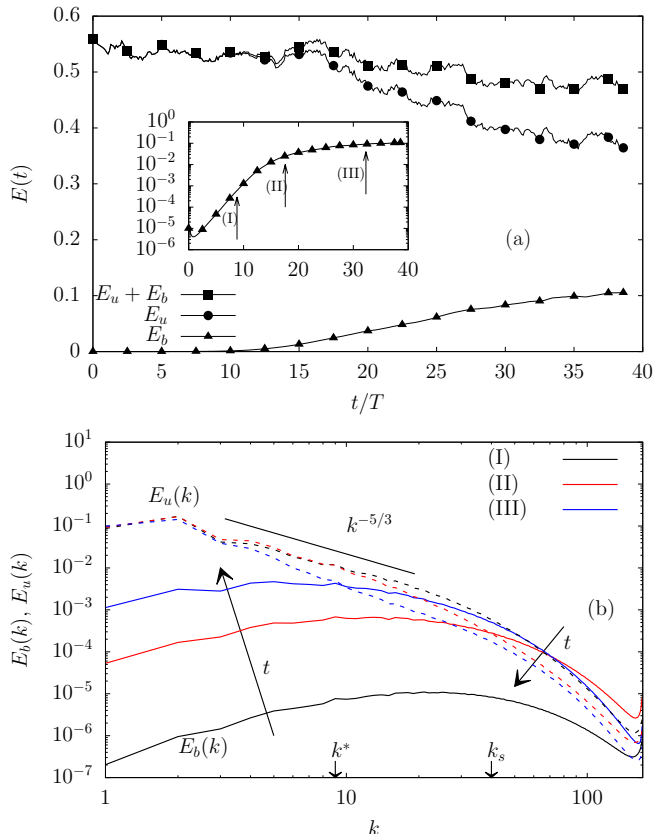 0.6
0.5
0.4
0.3
0.2
0.1
0
E(t)
10^0
10^{-1}
10^{-2}
10^{-3}
10^{-4}
10^{-5}
10^{-6}
(I)
(II)
(III)
0 10 20 30 40
(a)
E_u + E_b
E_u
E_b
0 5 10 15 20 25 30 35 40
t/T
10^1
10^0
10^{-1}
10^{-2}
10^{-3}
10^{-4}
10^{-5}
10^{-6}
10^{-7}
E_b(k), E_u(k)
(I)
(II)
(III)
E_u(k)
k^{-5/3}
(b)
t
t
E_b(k)
k^*
k_s
1 10 100
k